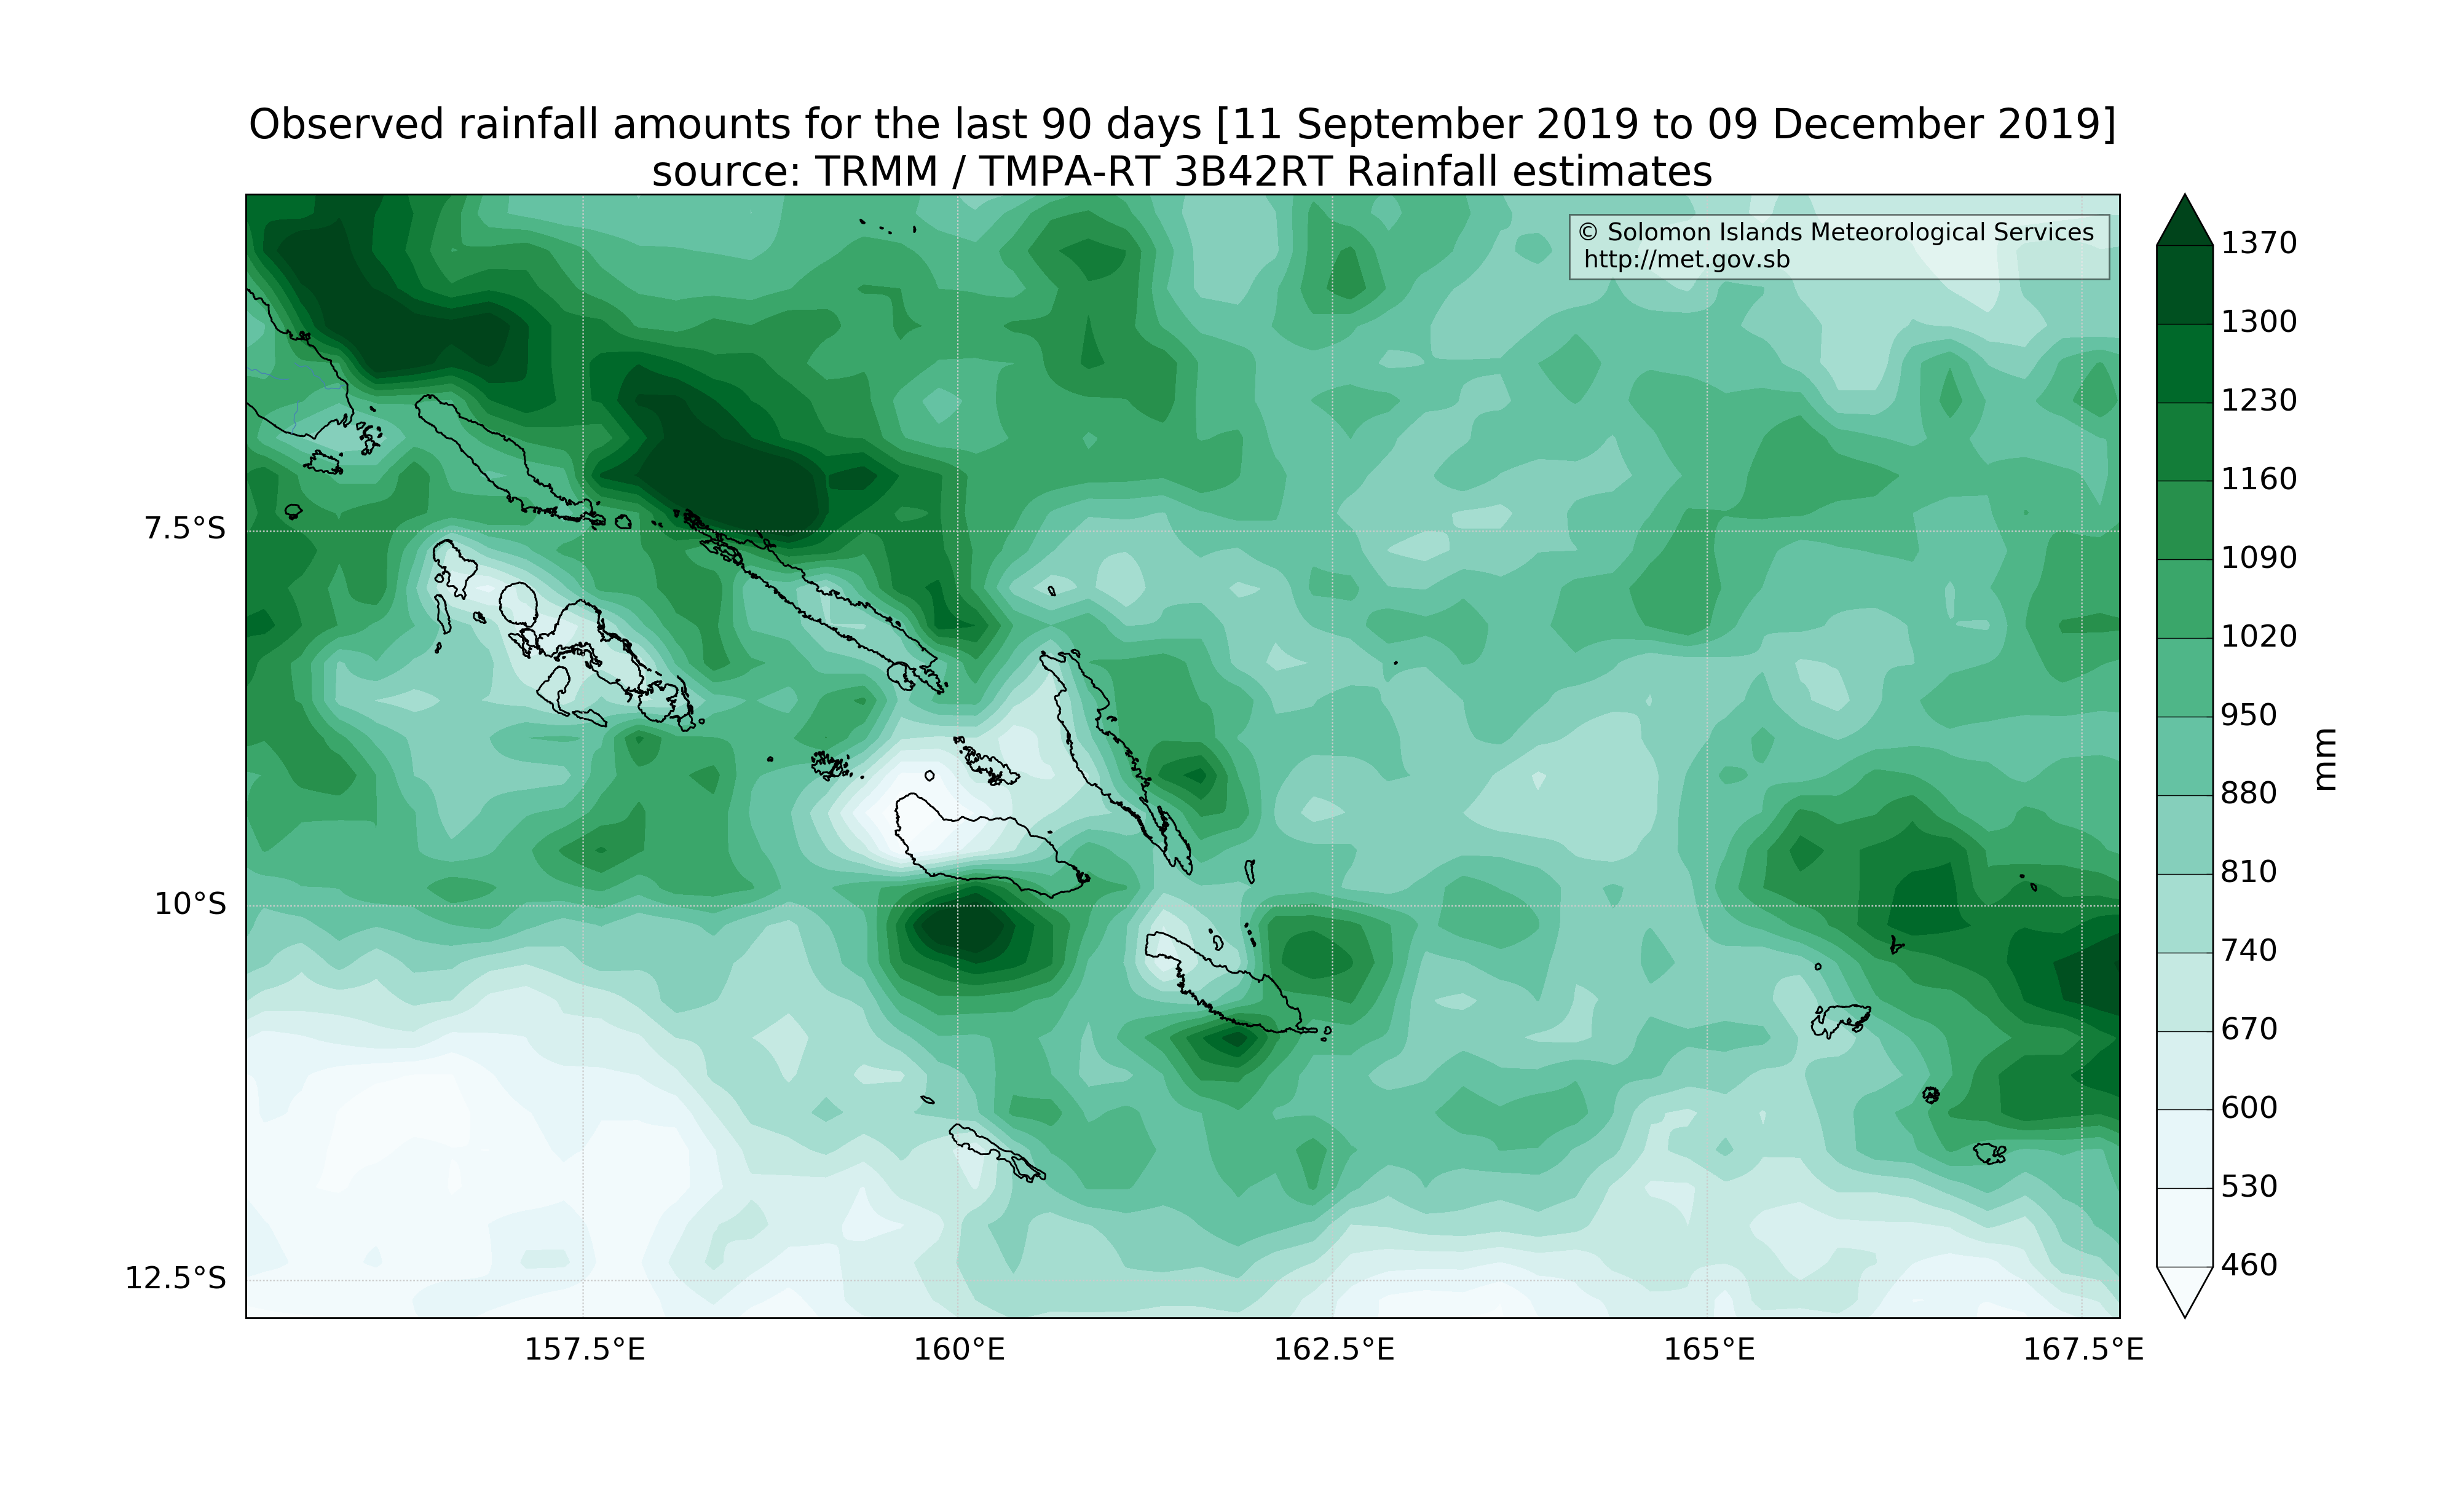 Observed rainfall amounts for the last 90 days [11 September 2019 to 09 December 2019]
source: TRMM / TMPA-RT 3B42RT Rainfall estimates
© Solomon Islands Meteorological Services
http://met.gov.sb
7.5°S
10°S
12.5°S
157.5°E
160°E
162.5°E
165°E
167.5°E
1370
1300
1230
1160
1090
1020
950
880
810
740
670
600
530
460
mm